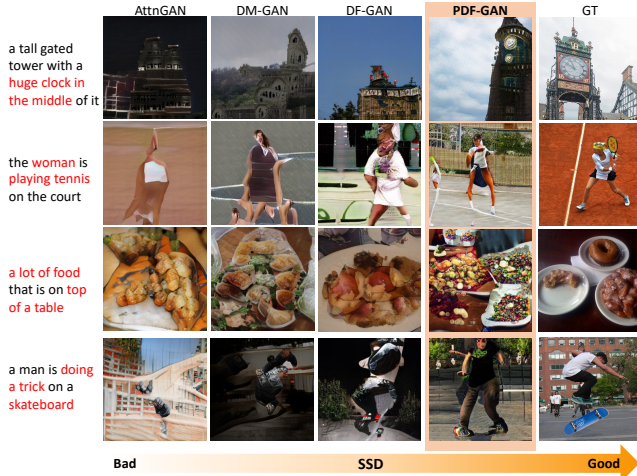 AttnGAN DM-GAN DF-GAN PDF-GAN GT
a tall gated
tower with a
huge clock in
the middle of it
the woman is
playing tennis
on the court
a lot of food
that is on top
of a table
a man is doing
a trick on a
skateboard
Bad SSD Good